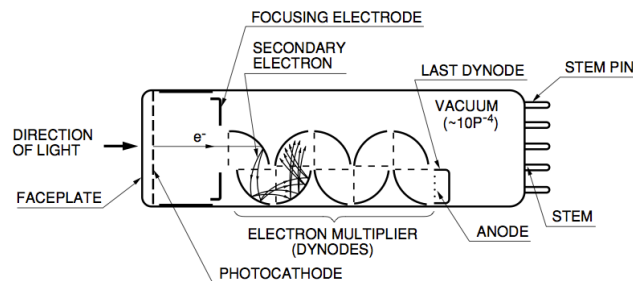 FOCUSING ELECTRODE
SECONDARY
ELECTRON
LAST DYNODE
STEM PIN
VACUUM
(~10P⁻⁴)
DIRECTION
OF LIGHT
e-
FACEPLATE
ELECTRON MULTIPLIER
(DYNODES)
ANODE
STEM
PHOTOCATHODE